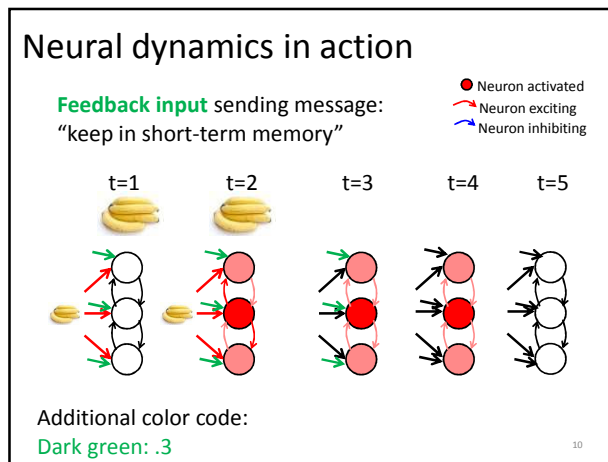 Neural dynamics in action
Feedback input sending message:
“keep in short-term memory”
Neuron activated
Neuron exciting
Neuron inhibiting
t=1 t=2 t=3 t=4 t=5
Additional color code:
Dark green: .3
10